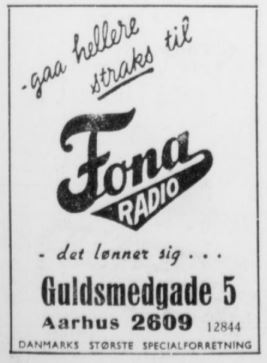 -gaa hellere
straks til
Fona
RADIO
- det lønner sig . . .
Guldsmedgade 5
Aarhus 2609 12844
DANMARKS STØRSTE SPECIALFORRETNING